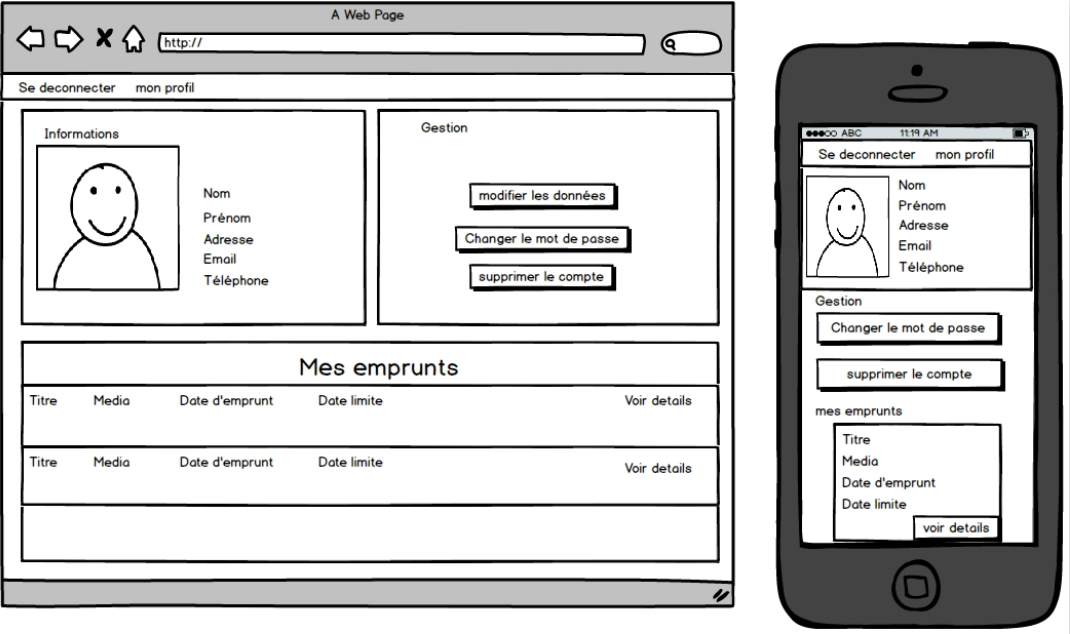 A Web Page
http://
Se deconnecter mon profil
Informations
Nom
Prénom
Adresse
Email
Téléphone
Gestion
modifier les données
Changer le mot de passe
supprimer le compte
Mes emprunts
Titre Media Date d'emprunt Date limite Voir details
Titre Media Date d'emprunt Date limite Voir details
ABC 11:19 AM
Se deconnecter mon profil
Nom
Prénom
Adresse
Email
Téléphone
Gestion
Changer le mot de passe
supprimer le compte
mes emprunts
Titre
Media
Date d'emprunt
Date limite
voir details